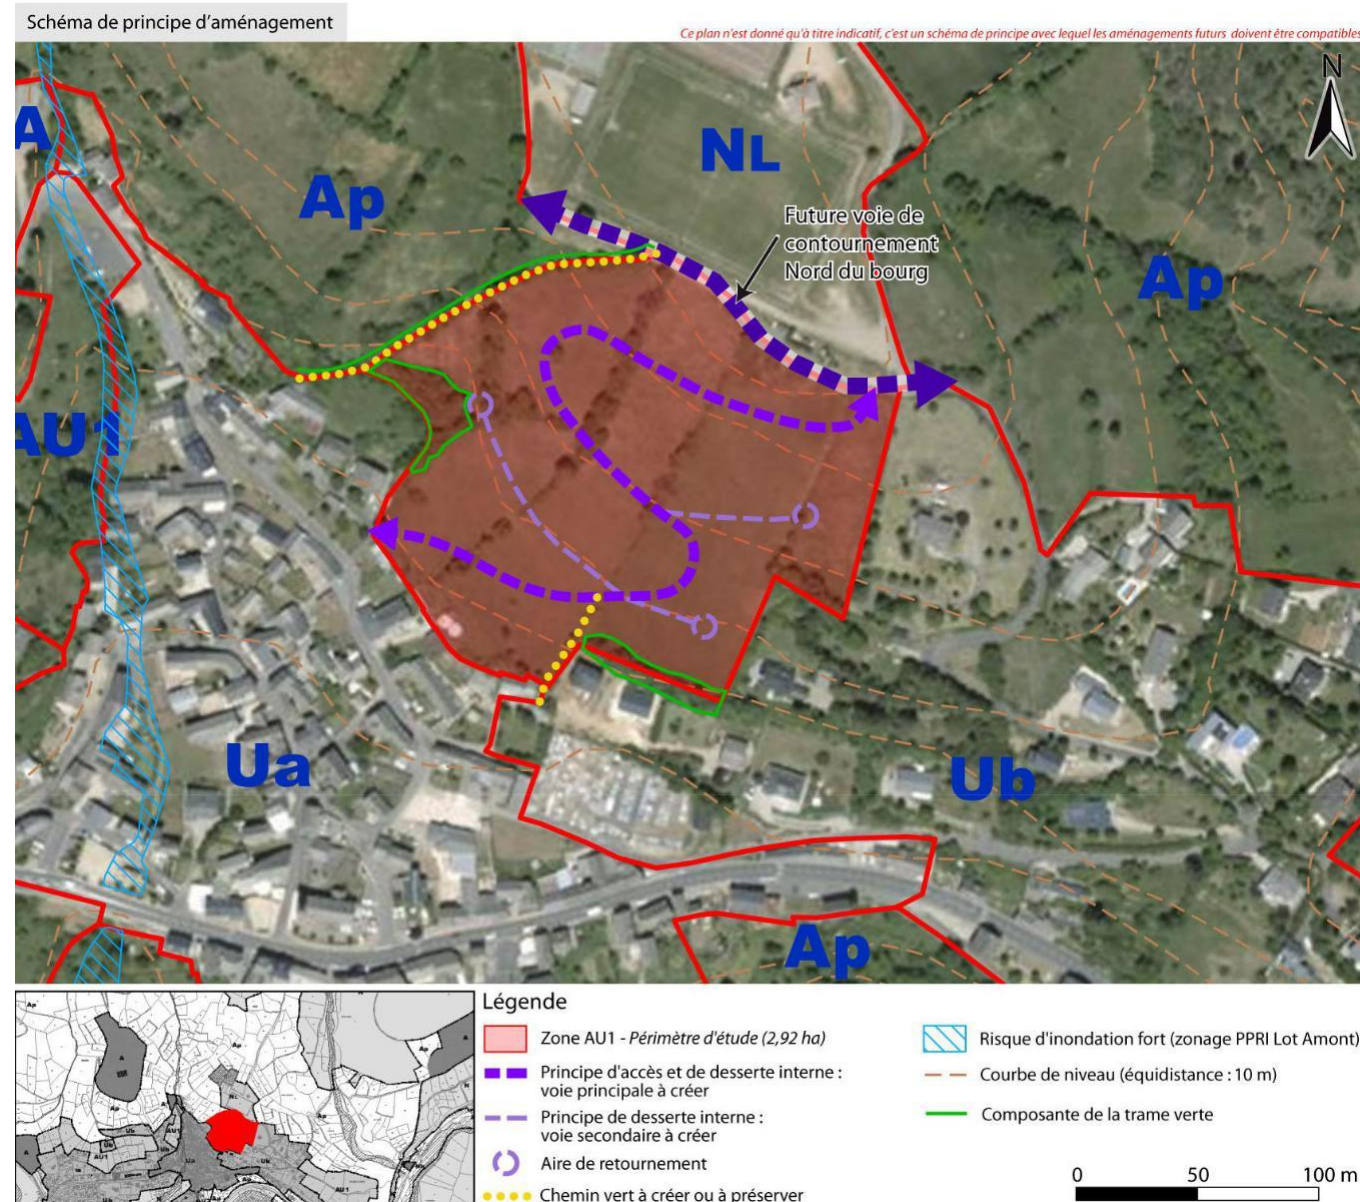 Schéma de principe d'aménagement
Ce plan n'est donné qu'à titre indicatif, c'est un schéma de principe avec lequel les aménagements futurs doivent être compatibles
N
A
Ap
NL
Future voie de
contournement
Nord du bourg
Ap
AU1
Ua
Ub
Ap
Légende
Zone AU1 - Périmètre d'étude (2,92 ha)
Principe d'accès et de desserte interne :
voie principale à créer
Principe de desserte interne :
voie secondaire à créer
Aire de retournement
Chemin vert à créer ou à préserver
Risque d'inondation fort (zonage PPRI Lot Amont)
Courbe de niveau (équidistance : 10 m)
Composante de la trame verte
0 50 100 m